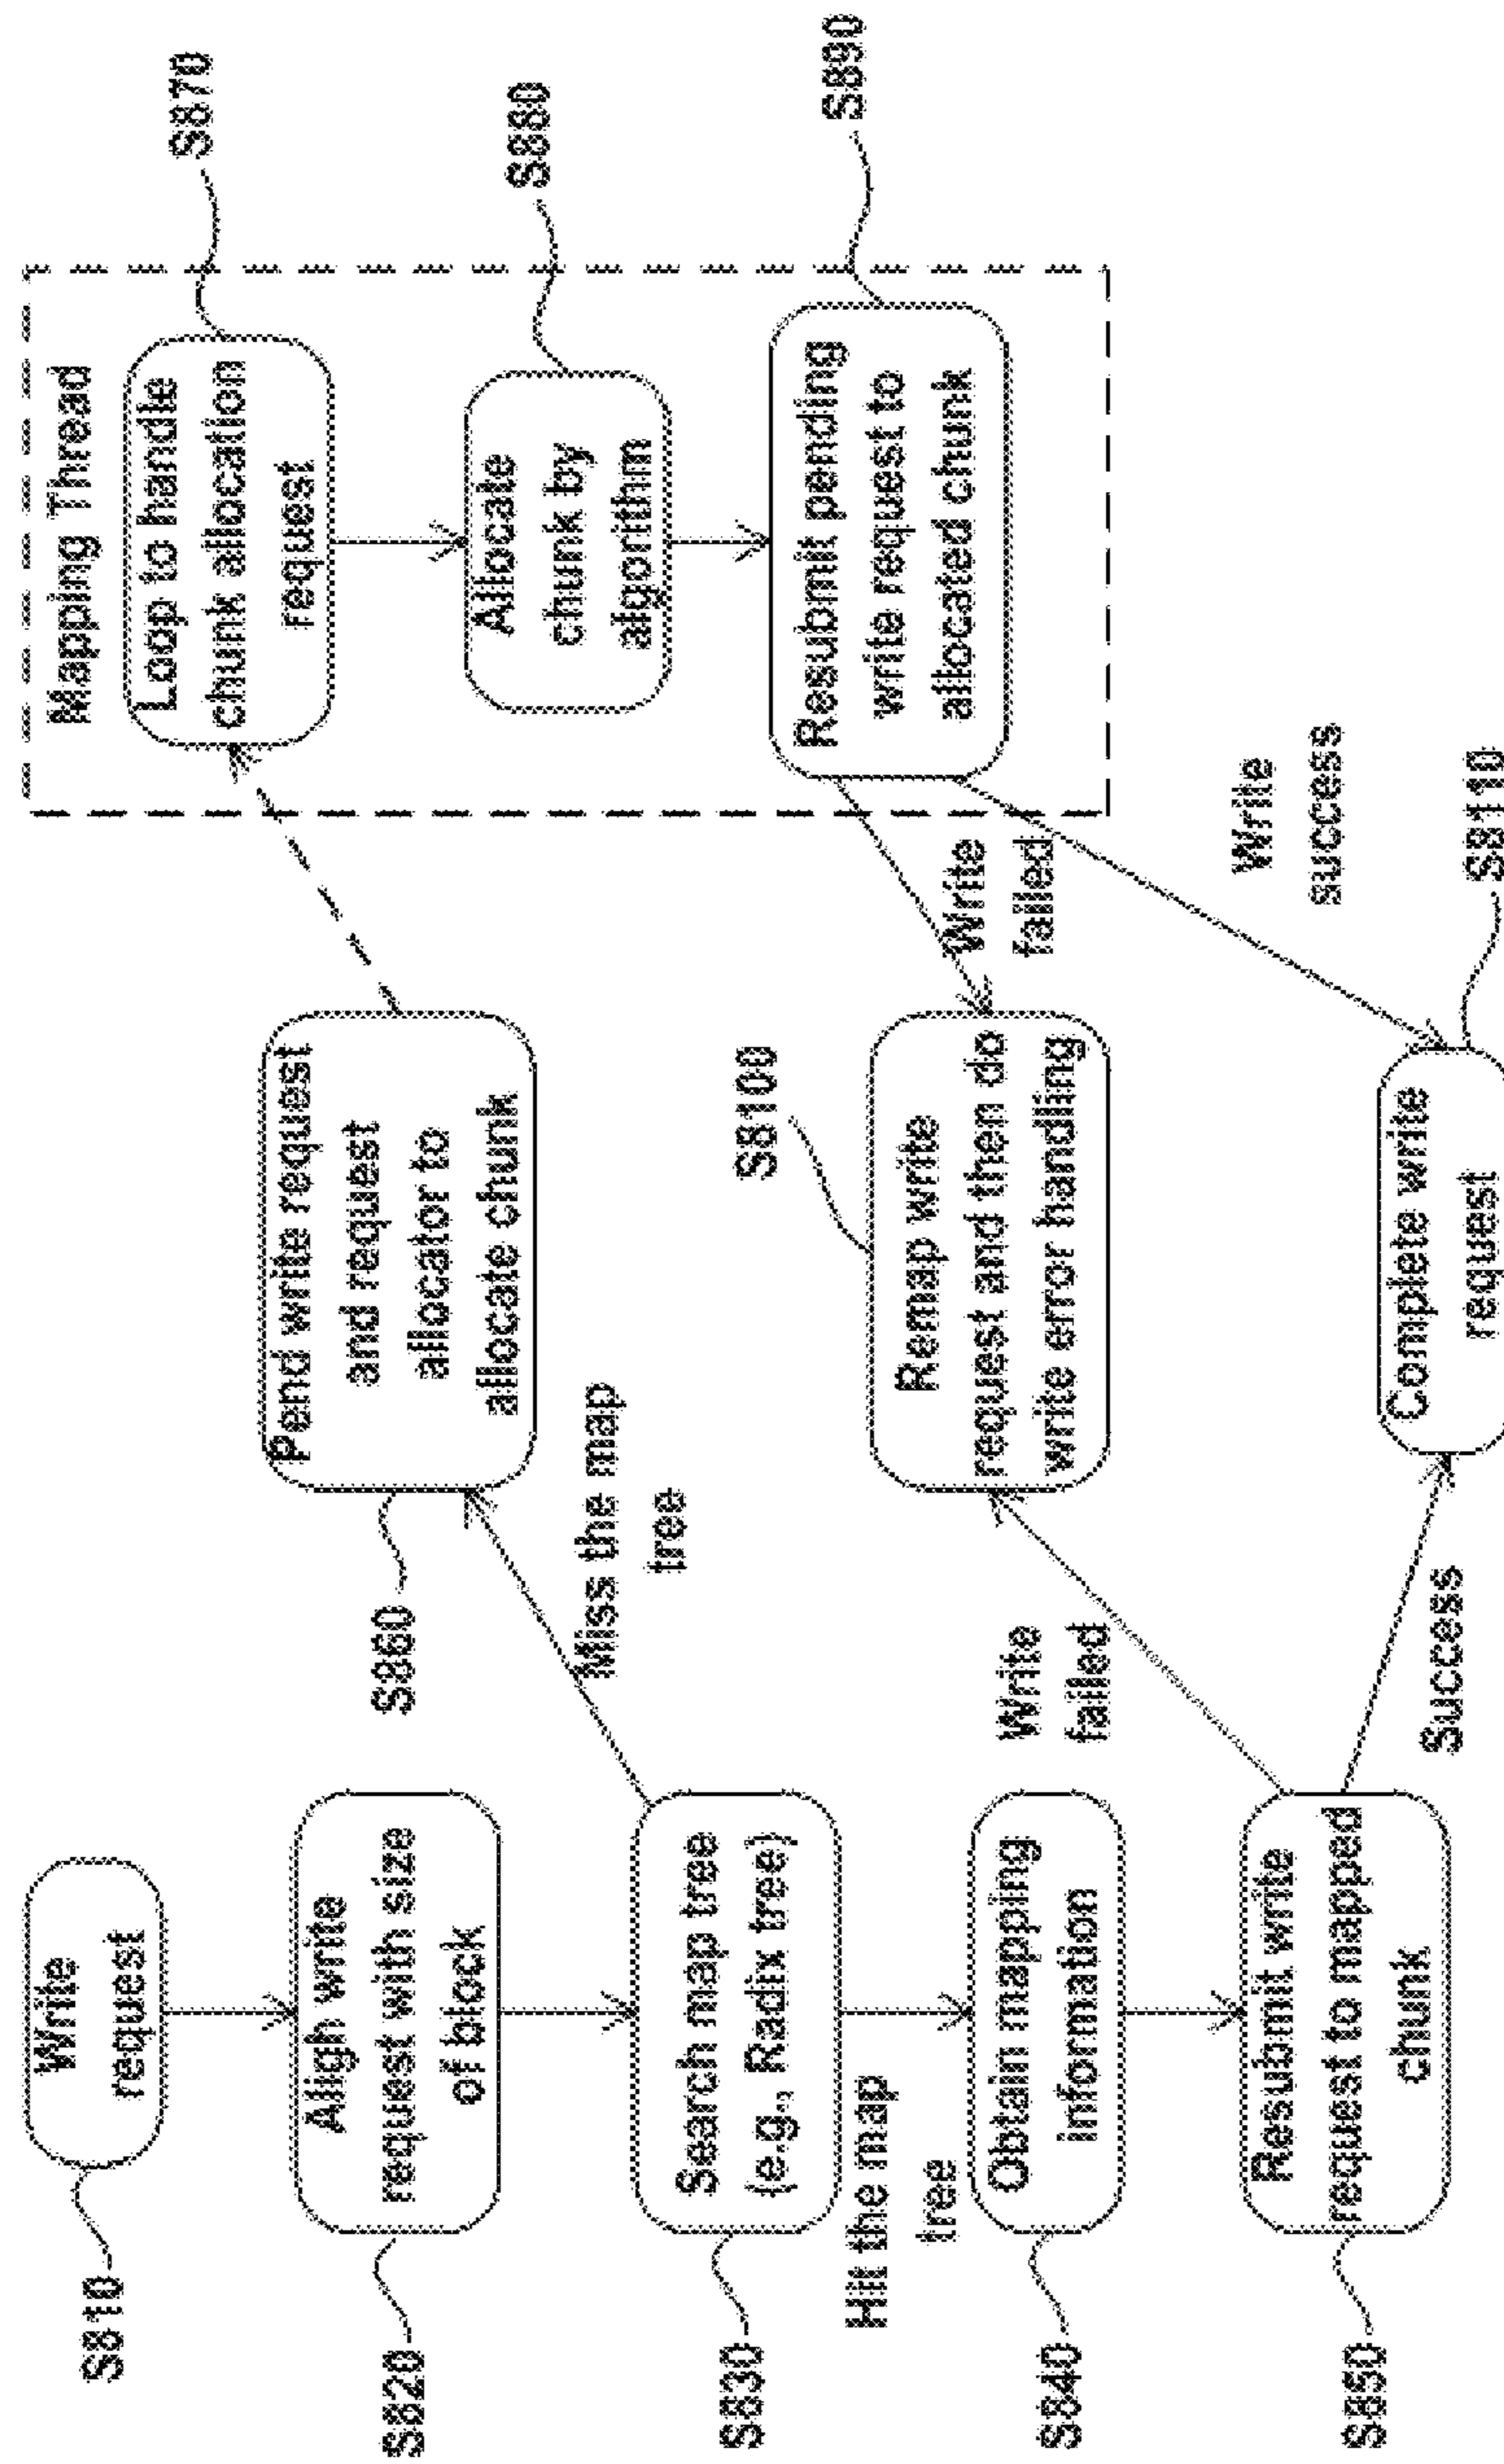 S810
Write
request
S820
Align write
request with size
of block
S830
Search map tree
(e.g., Radix tree)
Hit the map
tree
S840
Obtain mapping
information
S850
Resubmit write
request to mapped
chunk
Miss the map
tree
S860
Pend write request
and request
allocator to
allocate chunk
Write
failed
Success
S8100
Remap write
request and then do
write error handling
Complete write
request
S8110
Mapping Thread
Loop to handle
chunk allocation
request
S870
Allocate
chunk by
algorithm
S880
Resubmit pending
write request to
allocated chunk
S890
Write
failed
Write
success